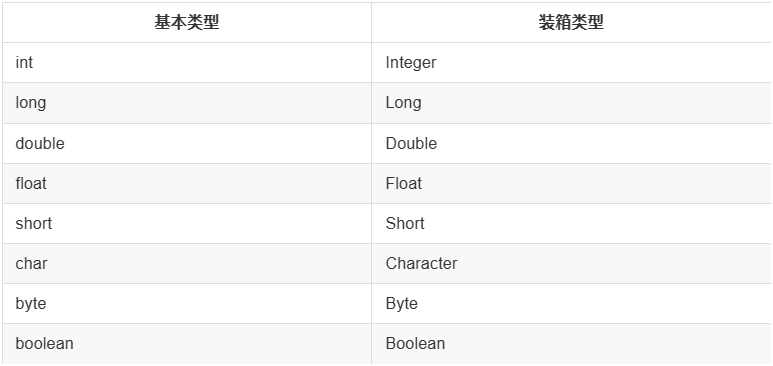 基本类型 装箱类型
int Integer
long Long
double Double
float Float
short Short
char Character
byte Byte
boolean Boolean